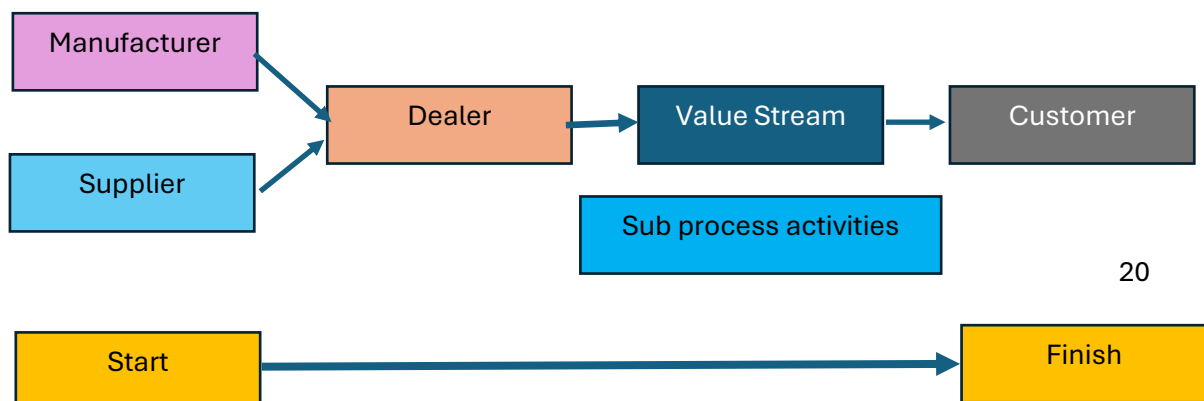 Manufacturer
Supplier
Dealer
Value Stream
Customer
Sub process activities
20
Start
Finish